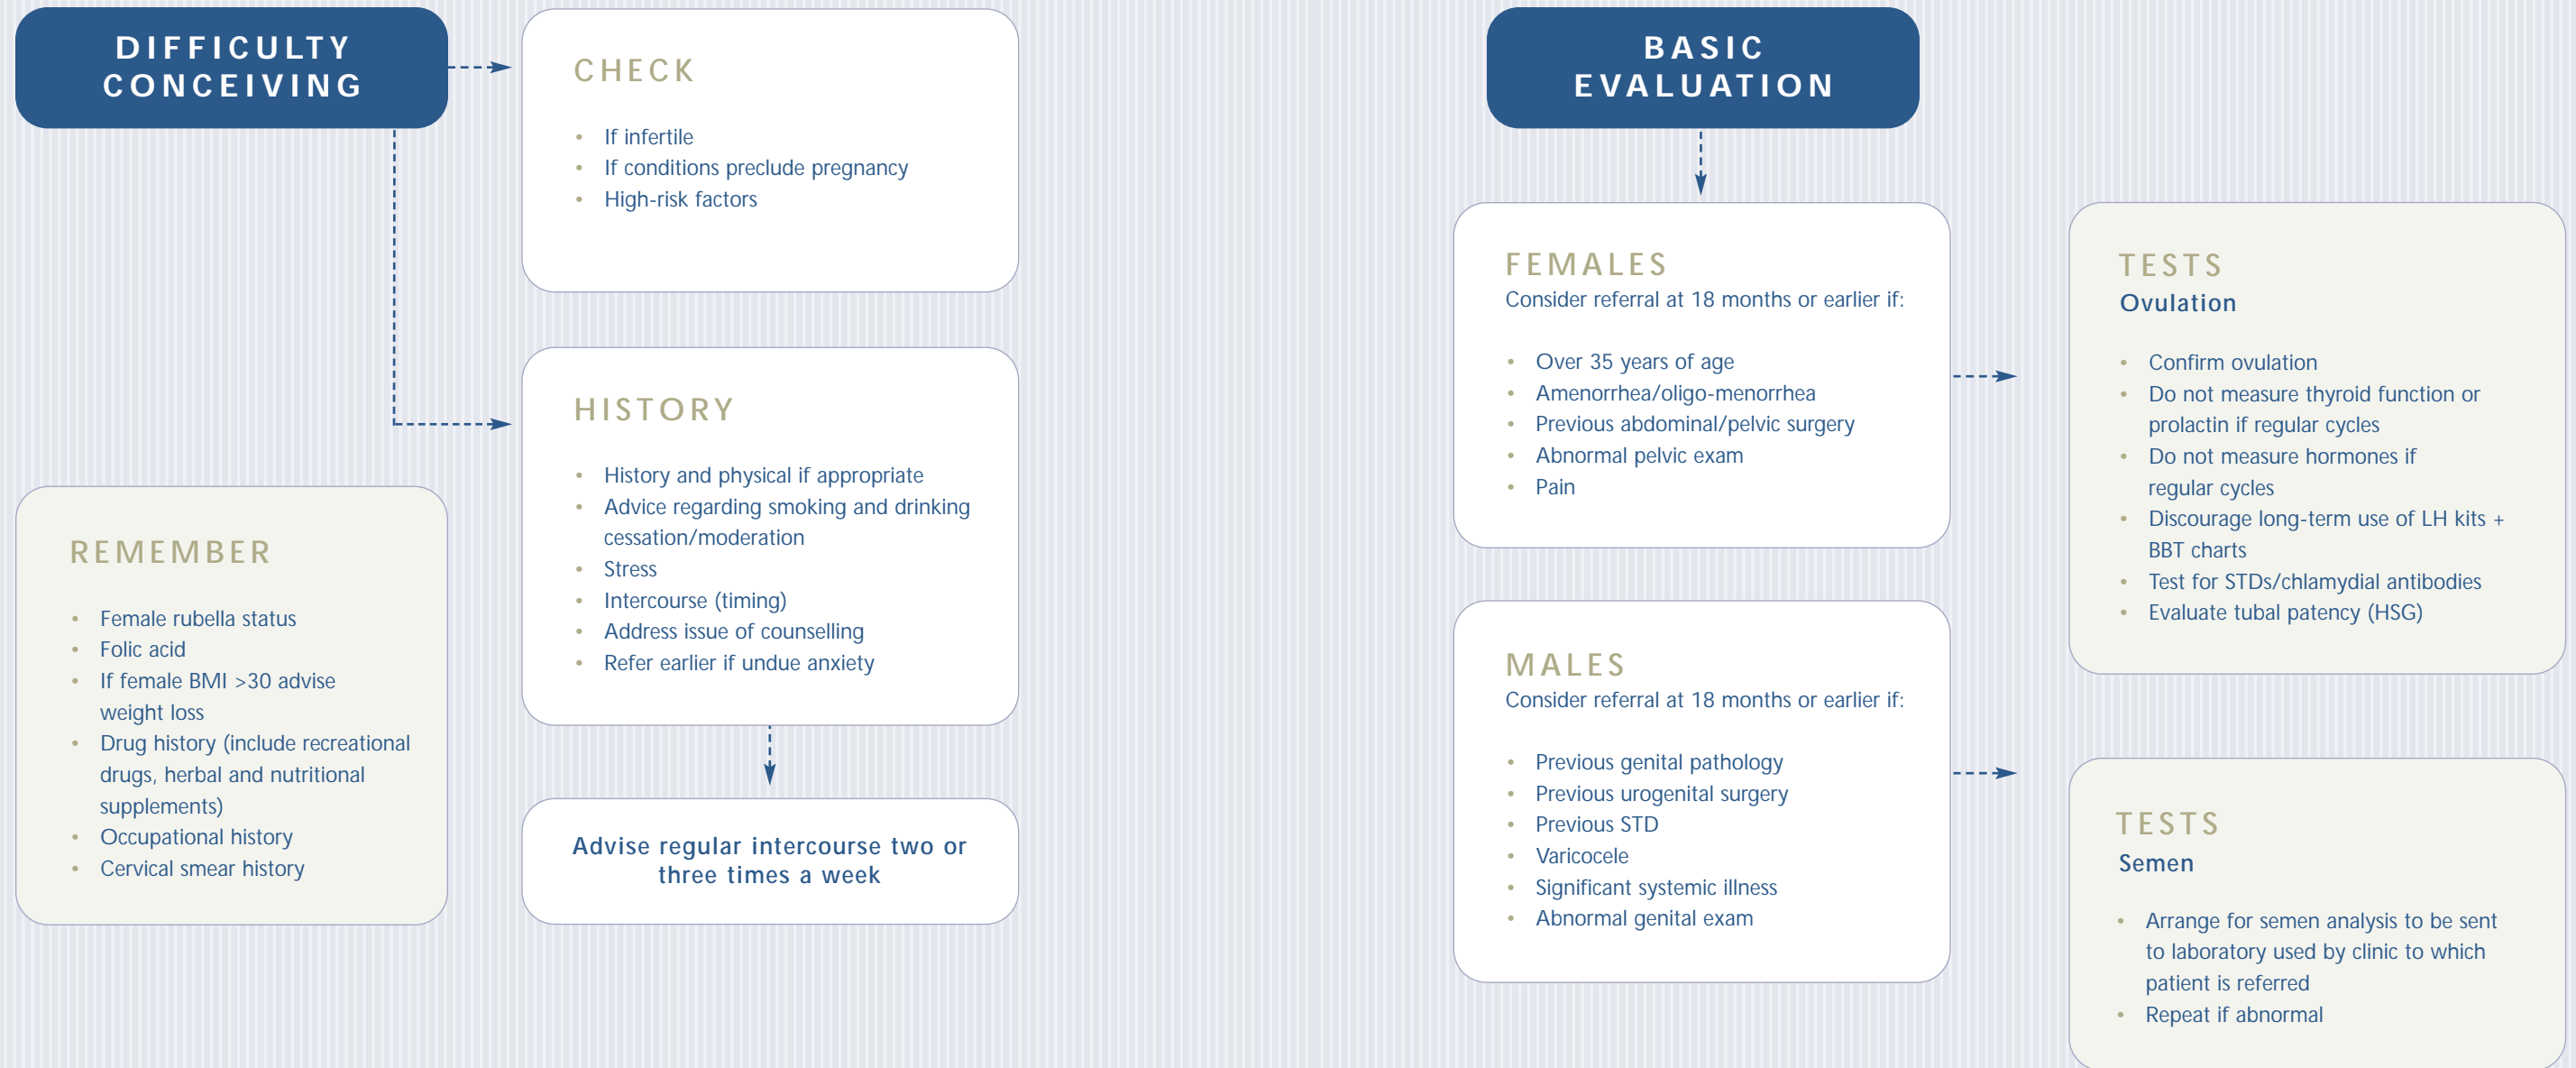 DIFFICULTY
CONCEIVING
CHECK
• If infertile
• If conditions preclude pregnancy
• High-risk factors
HISTORY
• History and physical if appropriate
• Advice regarding smoking and drinking
cessation/moderation
• Stress
• Intercourse (timing)
• Address issue of counselling
• Refer earlier if undue anxiety
REMEMBER
• Female rubella status
• Folic acid
• If female BMI >30 advise
weight loss
• Drug history (include recreational
drugs, herbal and nutritional
supplements)
• Occupational history
• Cervical smear history
Advise regular intercourse two or
three times a week
BASIC
EVALUATION
FEMALES
Consider referral at 18 months or earlier if:
• Over 35 years of age
• Amenorrhea/oligo-menorrhea
• Previous abdominal/pelvic surgery
• Abnormal pelvic exam
• Pain
TESTS
Ovulation
• Confirm ovulation
• Do not measure thyroid function or
prolactin if regular cycles
• Do not measure hormones if
regular cycles
• Discourage long-term use of LH kits +
BBT charts
• Test for STDs/chlamydial antibodies
• Evaluate tubal patency (HSG)
MALES
Consider referral at 18 months or earlier if:
• Previous genital pathology
• Previous urogenital surgery
• Previous STD
• Varicocele
• Significant systemic illness
• Abnormal genital exam
TESTS
Semen
• Arrange for semen analysis to be sent
to laboratory used by clinic to which
patient is referred
• Repeat if abnormal